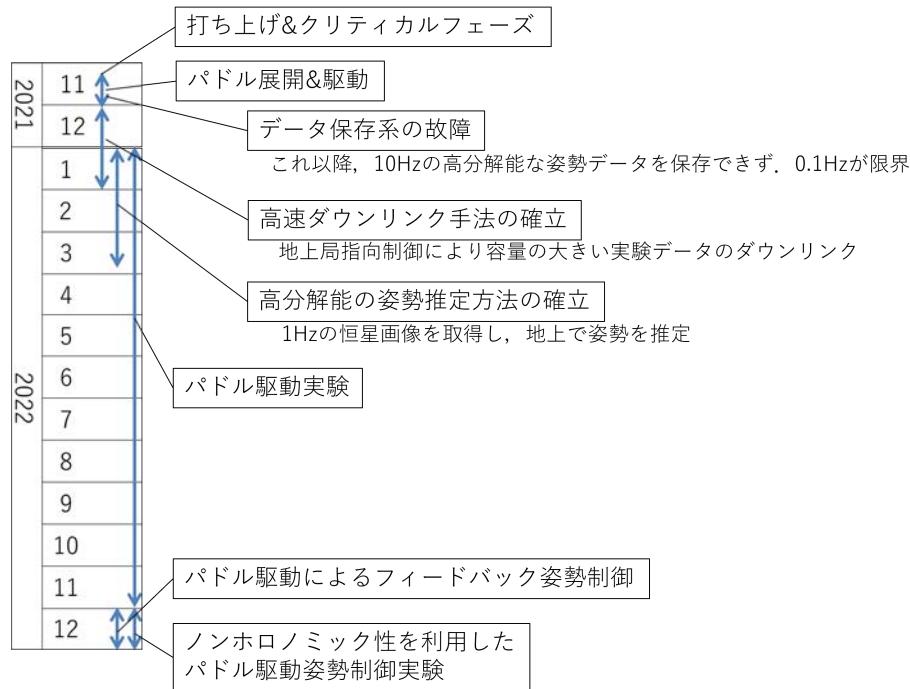 打ち上げ&クリティカルフェーズ
2021
11
パドル展開&駆動
12
データ保存系の故障
これ以降，10Hzの高分解能な姿勢データを保存できず．0.1Hzが限界
2022
1
2
高速ダウンリンク手法の確立
3
地上局指向制御により容量の大きい実験データのダウンリンク
4
高分解能の姿勢推定方法の確立
5
1Hzの恒星画像を取得し，地上で姿勢を推定
6
パドル駆動実験
7
8
9
10
11
パドル駆動によるフィードバック姿勢制御
12
ノンホロノミック性を利用した
パドル駆動姿勢制御実験